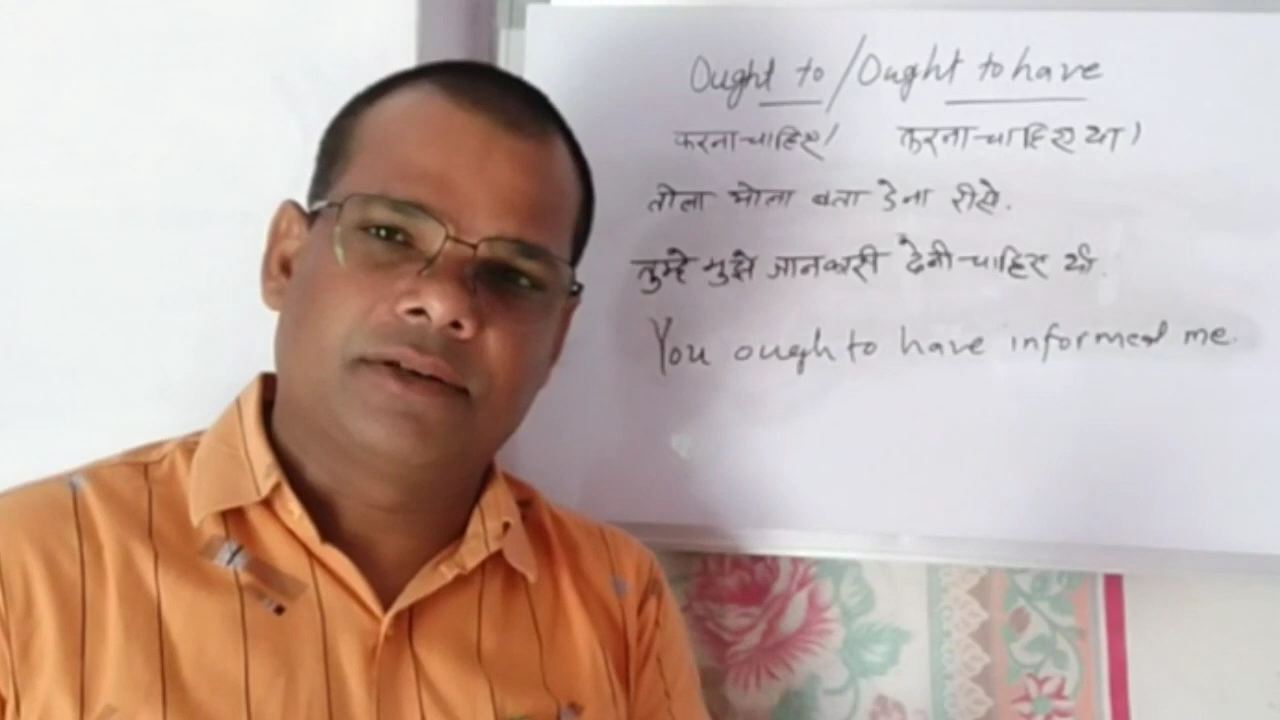 Ought to/Ought to have
करना चाहिए/ करना चाहिए था)
तोला मोला बता देना रीसे.
तुम्हे मुझे जानकारी देनी चाहिए थी.
You ough to have informed me.